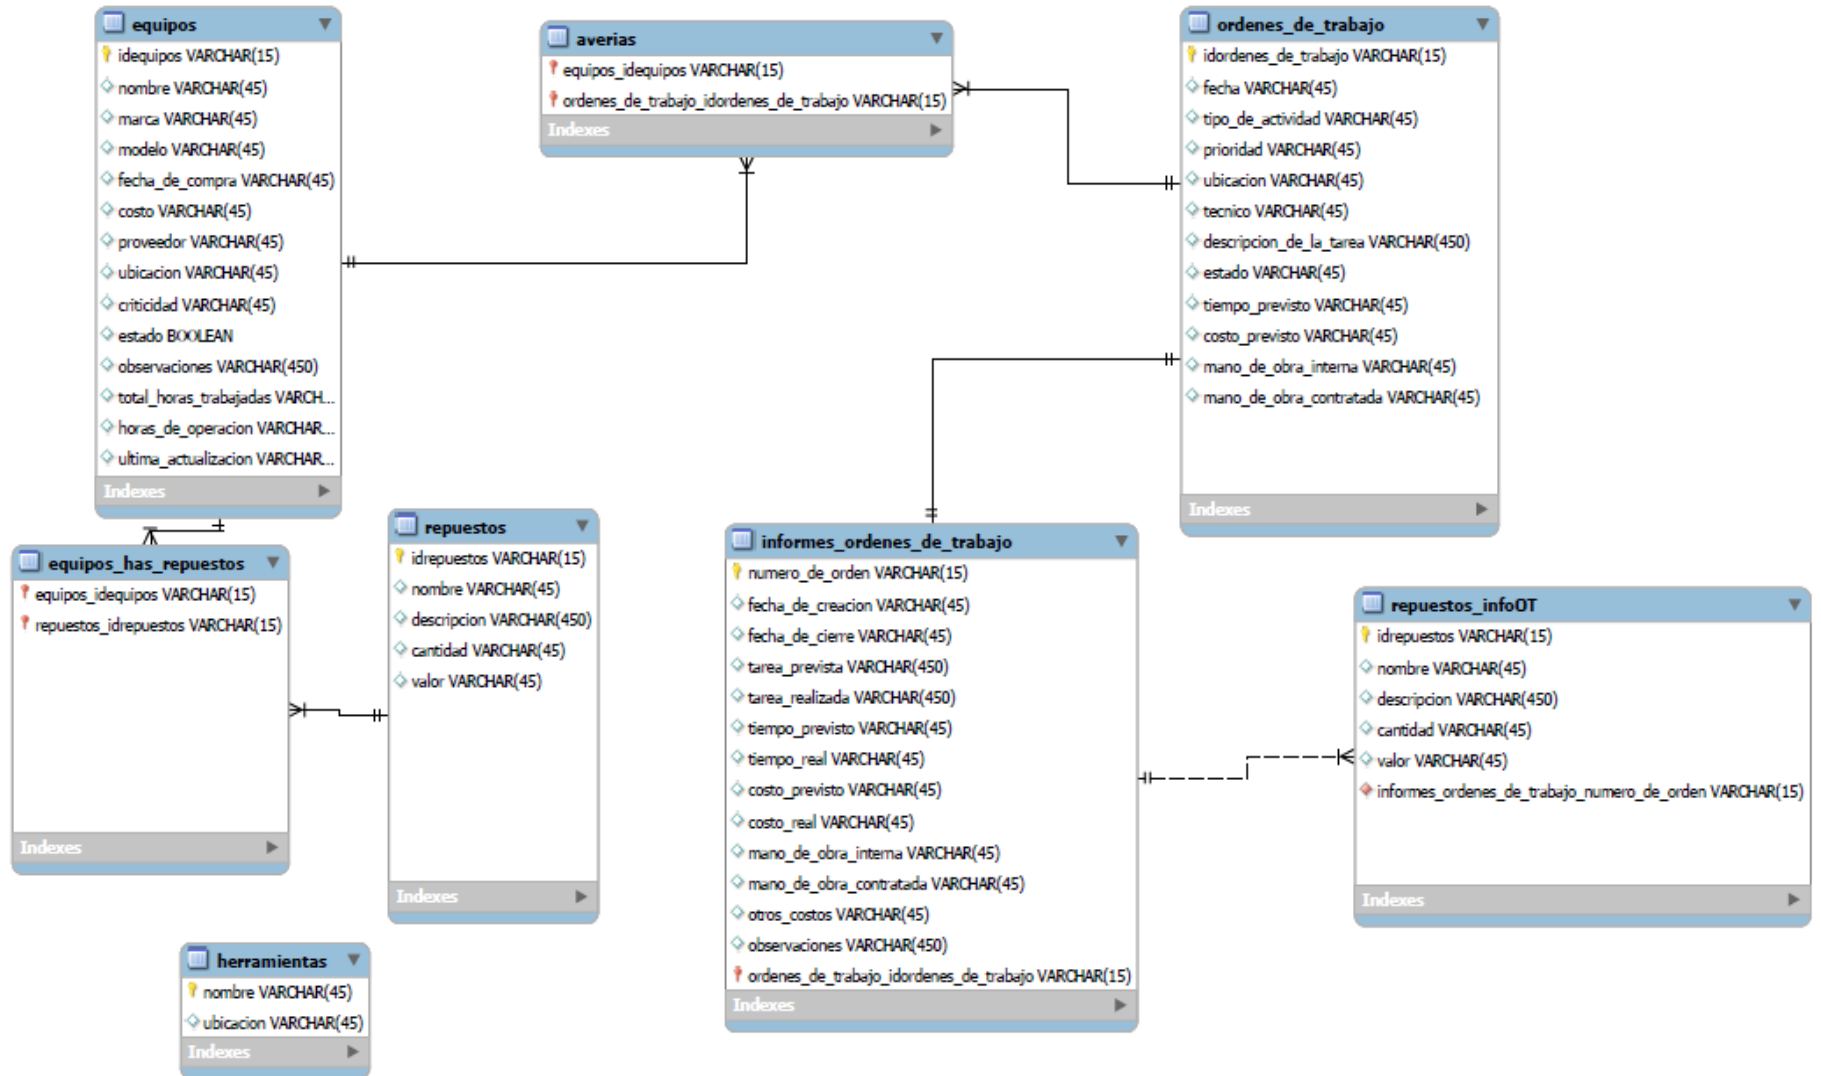 equipos
idequipos VARCHAR(15)
nombre VARCHAR(45)
marca VARCHAR(45)
modelo VARCHAR(45)
fecha_de_compra VARCHAR(45)
costo VARCHAR(45)
proveedor VARCHAR(45)
ubicacion VARCHAR(45)
criticidad VARCHAR(45)
estado BOOLEAN
observaciones VARCHAR(450)
total_horas_trabajadas VARCH...
horas_de_operacion VARCHAR...
ultima_actualizacion VARCHAR...
Indexes
averias
equipos_idequipos VARCHAR(15)
ordenes_de_trabajo_idordenes_de_trabajo VARCHAR(15)
Indexes
ordenes_de_trabajo
idordenes_de_trabajo VARCHAR(15)
fecha VARCHAR(45)
tipo_de_actividad VARCHAR(45)
prioridad VARCHAR(45)
ubicacion VARCHAR(45)
tecnico VARCHAR(45)
descripcion_de_la_tarea VARCHAR(450)
estado VARCHAR(45)
tiempo_previsto VARCHAR(45)
costo_previsto VARCHAR(45)
mano_de_obra_interna VARCHAR(45)
mano_de_obra_contratada VARCHAR(45)
Indexes
equipos_has_repuestos
equipos_idequipos VARCHAR(15)
repuestos_idrepuestos VARCHAR(15)
Indexes
repuestos
idrepuestos VARCHAR(15)
nombre VARCHAR(45)
descripcion VARCHAR(450)
cantidad VARCHAR(45)
valor VARCHAR(45)
Indexes
informes_ordenes_de_trabajo
numero_de_orden VARCHAR(15)
fecha_de_creacion VARCHAR(45)
fecha_de_cierre VARCHAR(45)
tarea_prevista VARCHAR(450)
tarea_realizada VARCHAR(450)
tiempo_previsto VARCHAR(45)
tiempo_real VARCHAR(45)
costo_previsto VARCHAR(45)
costo_real VARCHAR(45)
mano_de_obra_interna VARCHAR(45)
mano_de_obra_contratada VARCHAR(45)
otros_costos VARCHAR(45)
observaciones VARCHAR(450)
ordenes_de_trabajo_idordenes_de_trabajo VARCHAR(15)
Indexes
repuestos_infoOT
idrepuestos VARCHAR(15)
nombre VARCHAR(45)
descripcion VARCHAR(450)
cantidad VARCHAR(45)
valor VARCHAR(45)
informes_ordenes_de_trabajo_numero_de_orden VARCHAR(15)
Indexes
herramientas
nombre VARCHAR(45)
ubicacion VARCHAR(45)
Indexes